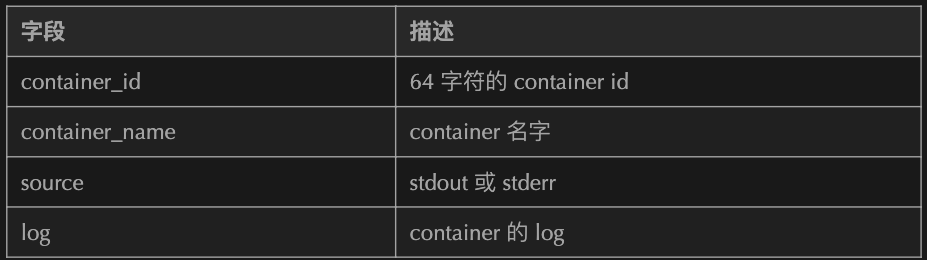 字段 描述
container_id 64 字符的 container id
container_name container 名字
source stdout 或 stderr
log container 的 log